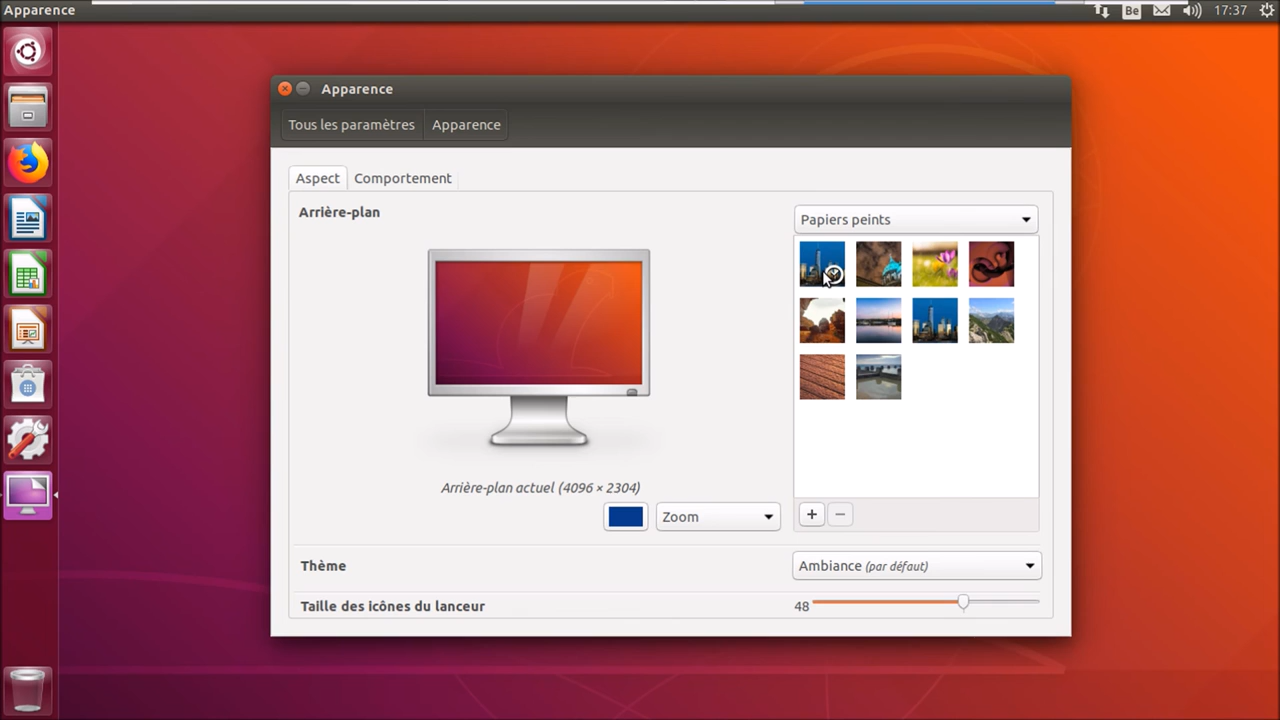 Apparence
Be
17:37
Apparence
Tous les paramètres
Apparence
Aspect
Comportement
Arrière-plan
Papiers peints
Arrière-plan actuel (4096 × 2304)
Zoom
+
−
Thème
Ambiance (par défaut)
Taille des icônes du lanceur
48